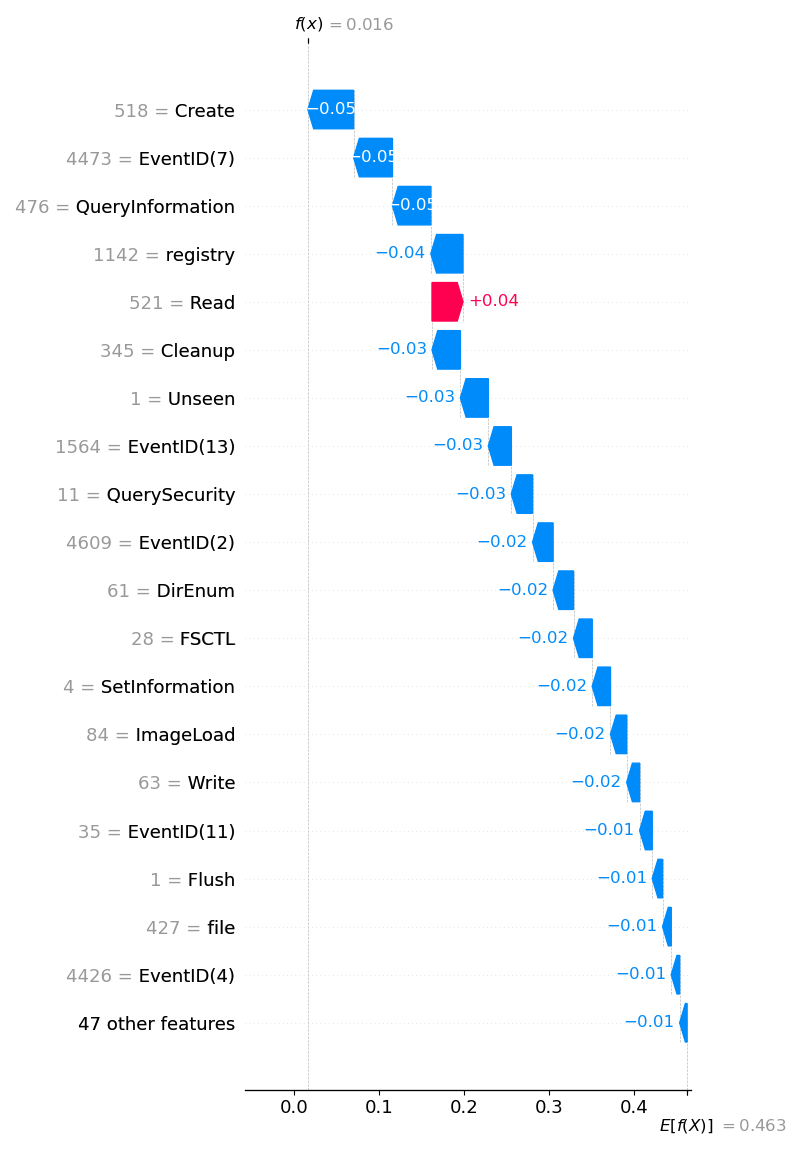 f(x) = 0.016
518 = Create −0.05
4473 = EventID(7) −0.05
476 = QueryInformation −0.05
1142 = registry −0.04
521 = Read +0.04
345 = Cleanup −0.03
1 = Unseen −0.03
1564 = EventID(13) −0.03
11 = QuerySecurity −0.03
4609 = EventID(2) −0.02
61 = DirEnum −0.02
28 = FSCTL −0.02
4 = SetInformation −0.02
84 = ImageLoad −0.02
63 = Write −0.02
35 = EventID(11) −0.01
1 = Flush −0.01
427 = file −0.01
4426 = EventID(4) −0.01
47 other features −0.01
0.0 0.1 0.2 0.3 0.4
E[f(X)] = 0.463